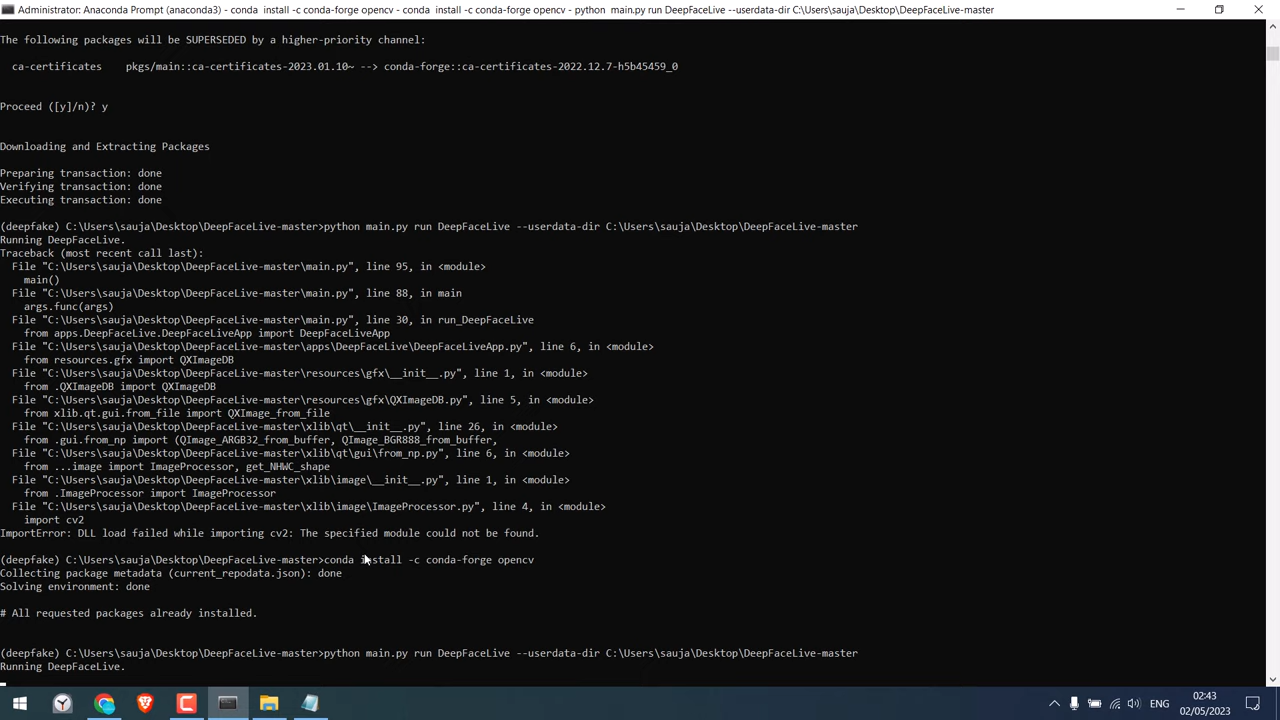 Administrator: Anaconda Prompt (anaconda3) - conda  install -c conda-forge opencv - conda  install -c conda-forge opencv - python  main.py run DeepFaceLive --userdata-dir C:\Users\sauja\Desktop\DeepFaceLive-master
The following packages will be SUPERSEDED by a higher-priority channel:
ca-certificates    pkgs/main::ca-certificates-2023.01.10~ --> conda-forge::ca-certificates-2022.12.7-h5b45459_0
Proceed ([y]/n)? y
Downloading and Extracting Packages
Preparing transaction: done
Verifying transaction: done
Executing transaction: done
(deepfake) C:\Users\sauja\Desktop\DeepFaceLive-master>python main.py run DeepFaceLive --userdata-dir C:\Users\sauja\Desktop\DeepFaceLive-master
Running DeepFaceLive.
Traceback (most recent call last):
  File "C:\Users\sauja\Desktop\DeepFaceLive-master\main.py", line 95, in <module>
    main()
  File "C:\Users\sauja\Desktop\DeepFaceLive-master\main.py", line 88, in main
    args.func(args)
  File "C:\Users\sauja\Desktop\DeepFaceLive-master\main.py", line 30, in run_DeepFaceLive
    from apps.DeepFaceLive.DeepFaceLiveApp import DeepFaceLiveApp
  File "C:\Users\sauja\Desktop\DeepFaceLive-master\apps\DeepFaceLive\DeepFaceLiveApp.py", line 6, in <module>
    from resources.gfx import QXImageDB
  File "C:\Users\sauja\Desktop\DeepFaceLive-master\resources\gfx\__init__.py", line 1, in <module>
    from .QXImageDB import QXImageDB
  File "C:\Users\sauja\Desktop\DeepFaceLive-master\resources\gfx\QXImageDB.py", line 5, in <module>
    from xlib.qt.gui.from_file import QXImage_from_file
  File "C:\Users\sauja\Desktop\DeepFaceLive-master\xlib\qt\__init__.py", line 26, in <module>
    from .gui.from_np import (QImage_ARGB32_from_buffer, QImage_BGR888_from_buffer,
  File "C:\Users\sauja\Desktop\DeepFaceLive-master\xlib\qt\gui\from_np.py", line 6, in <module>
    from ...image import ImageProcessor, get_NHWC_shape
  File "C:\Users\sauja\Desktop\DeepFaceLive-master\xlib\image\__init__.py", line 1, in <module>
    from .ImageProcessor import ImageProcessor
  File "C:\Users\sauja\Desktop\DeepFaceLive-master\xlib\image\ImageProcessor.py", line 4, in <module>
    import cv2
ImportError: DLL load failed while importing cv2: The specified module could not be found.
(deepfake) C:\Users\sauja\Desktop\DeepFaceLive-master>conda install -c conda-forge opencv
Collecting package metadata (current_repodata.json): done
Solving environment: done
# All requested packages already installed.
(deepfake) C:\Users\sauja\Desktop\DeepFaceLive-master>python main.py run DeepFaceLive --userdata-dir C:\Users\sauja\Desktop\DeepFaceLive-master
Running DeepFaceLive.
ENG
02:43
02/05/2023